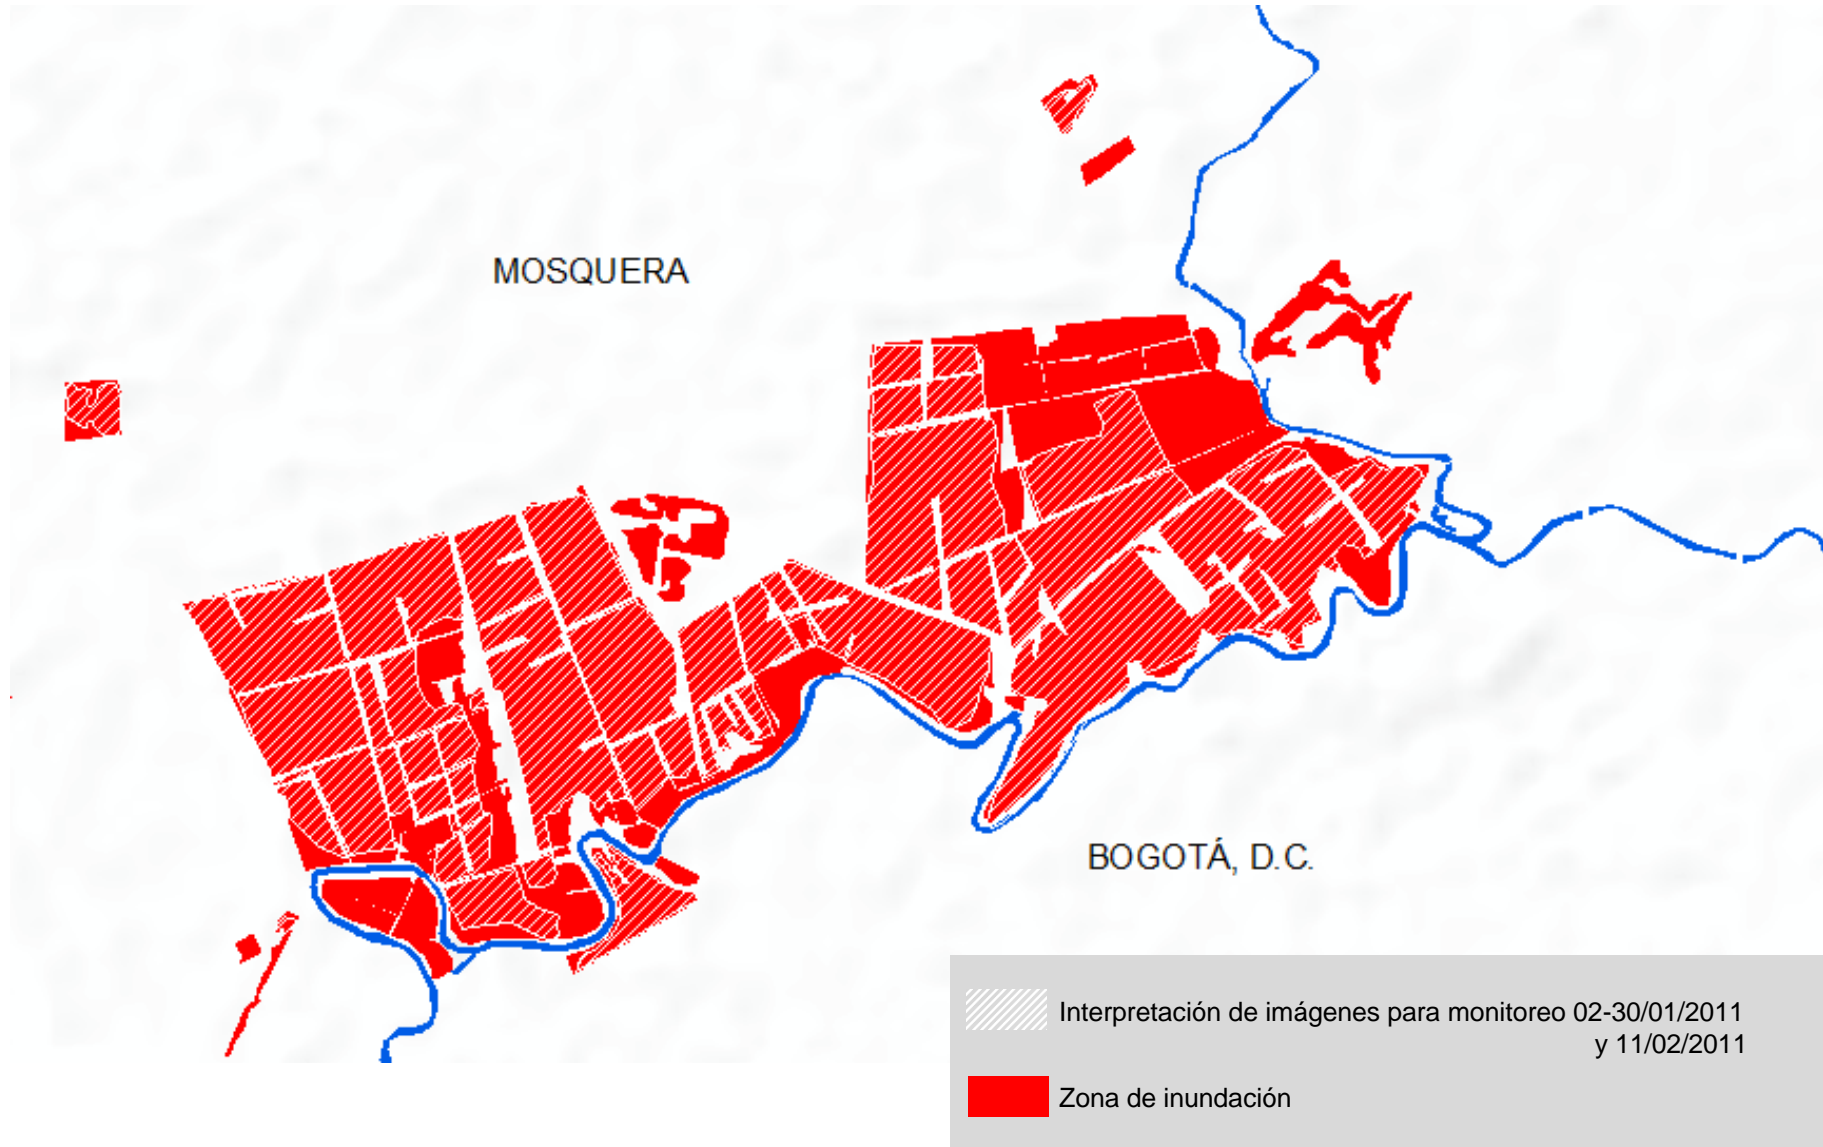 MOSQUERA
BOGOTÁ, D.C.
Interpretación de imágenes para monitoreo 02-30/01/2011
y 11/02/2011
Zona de inundación